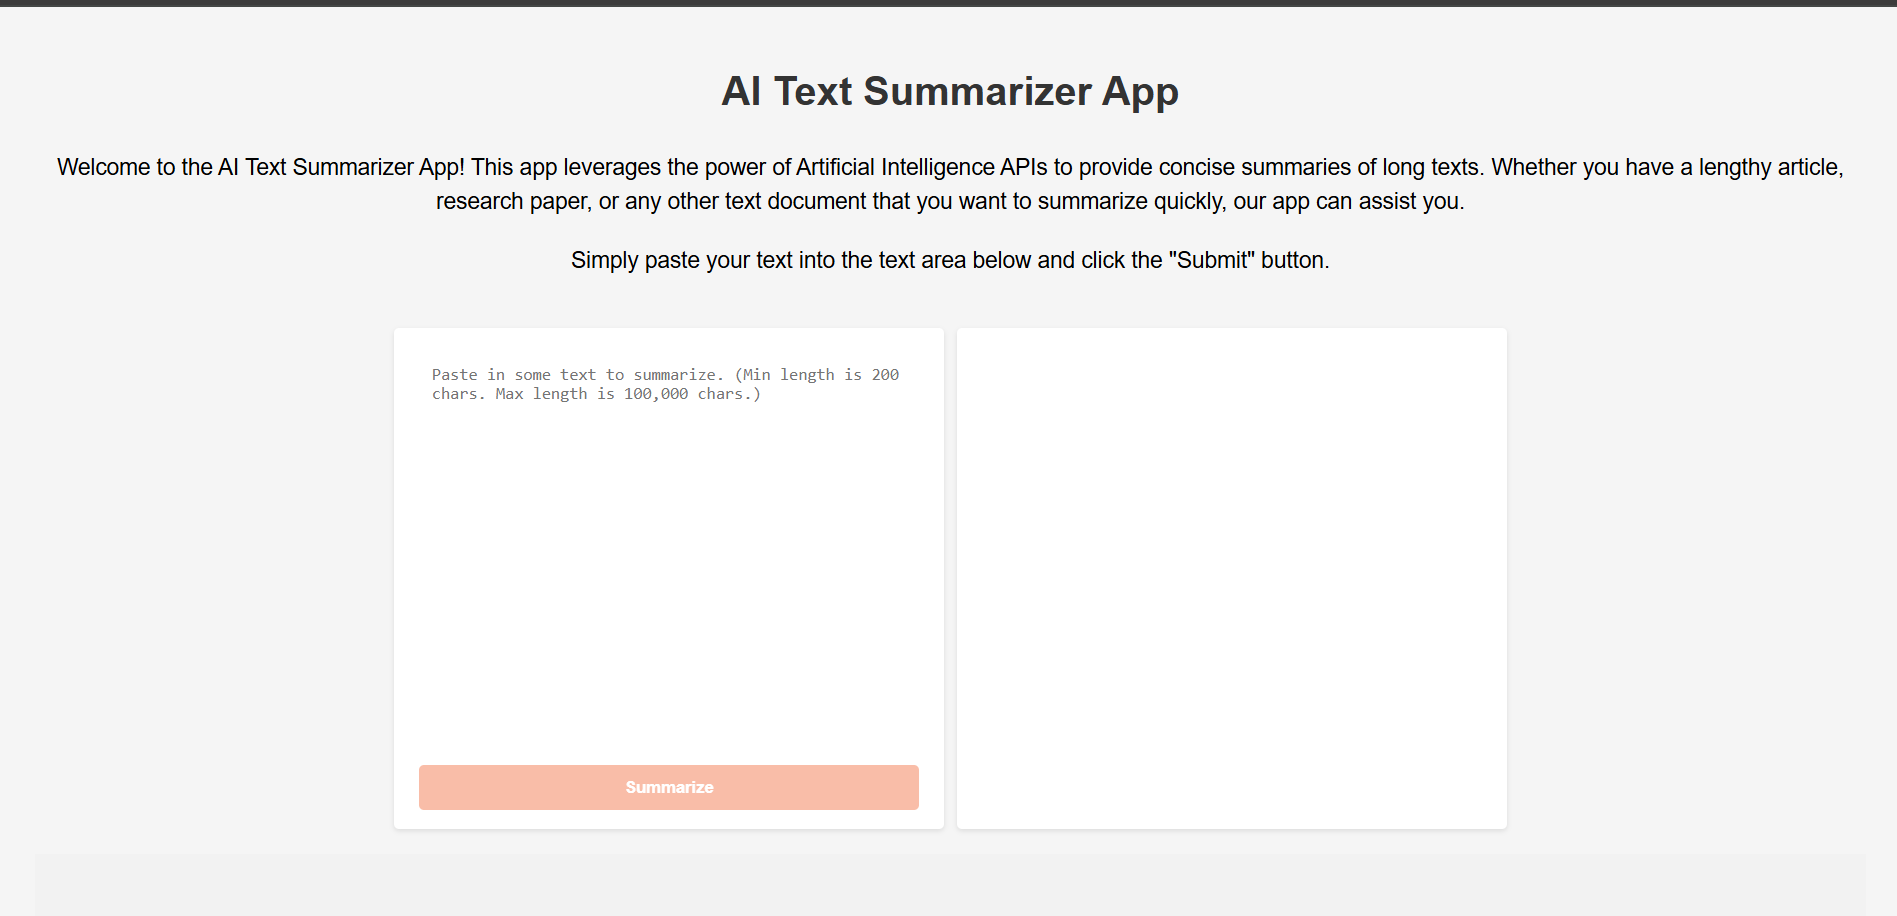 AI Text Summarizer App
Welcome to the AI Text Summarizer App! This app leverages the power of Artificial Intelligence APIs to provide concise summaries of long texts. Whether you have a lengthy article,
research paper, or any other text document that you want to summarize quickly, our app can assist you.
Simply paste your text into the text area below and click the "Submit" button.
Paste in some text to summarize. (Min length is 200
chars. Max length is 100,000 chars.)
Summarize